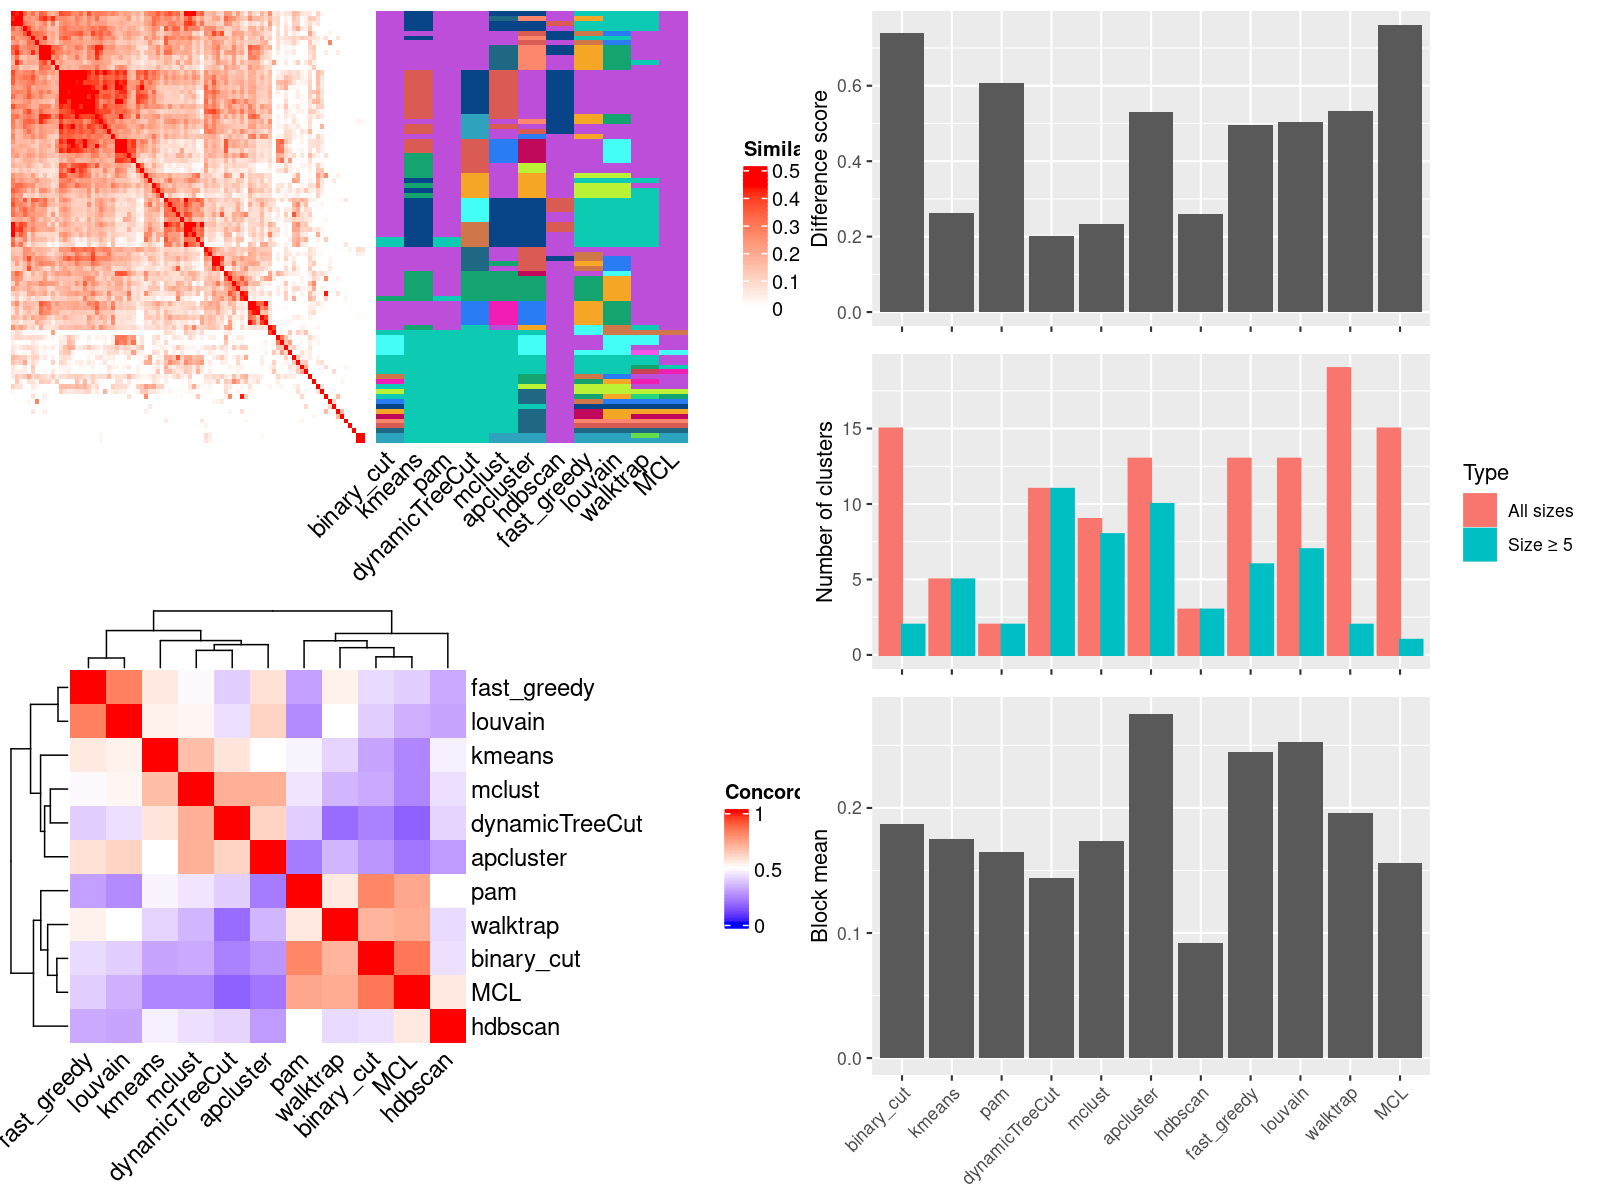 Simila
0.5
0.4
0.3
0.2
0.1
0
binary_cut
kmeans
pam
dynamicTreeCut
mclust
apcluster
hdbscan
fast_greedy
louvain
walktrap
MCL
fast_greedy
louvain
kmeans
mclust
dynamicTreeCut
apcluster
pam
walktrap
binary_cut
MCL
hdbscan
fast_greedy
louvain
kmeans
mclust
dynamicTreeCut
apcluster
pam
walktrap
binary_cut
MCL
hdbscan
Concord
1
0.5
0
Difference score
0.6
0.4
0.2
0.0
Number of clusters
15
10
5
0
Type
All sizes
Size ≥ 5
Block mean
0.2
0.1
0.0
binary_cut
kmeans
pam
dynamicTreeCut
mclust
apcluster
hdbscan
fast_greedy
louvain
walktrap
MCL